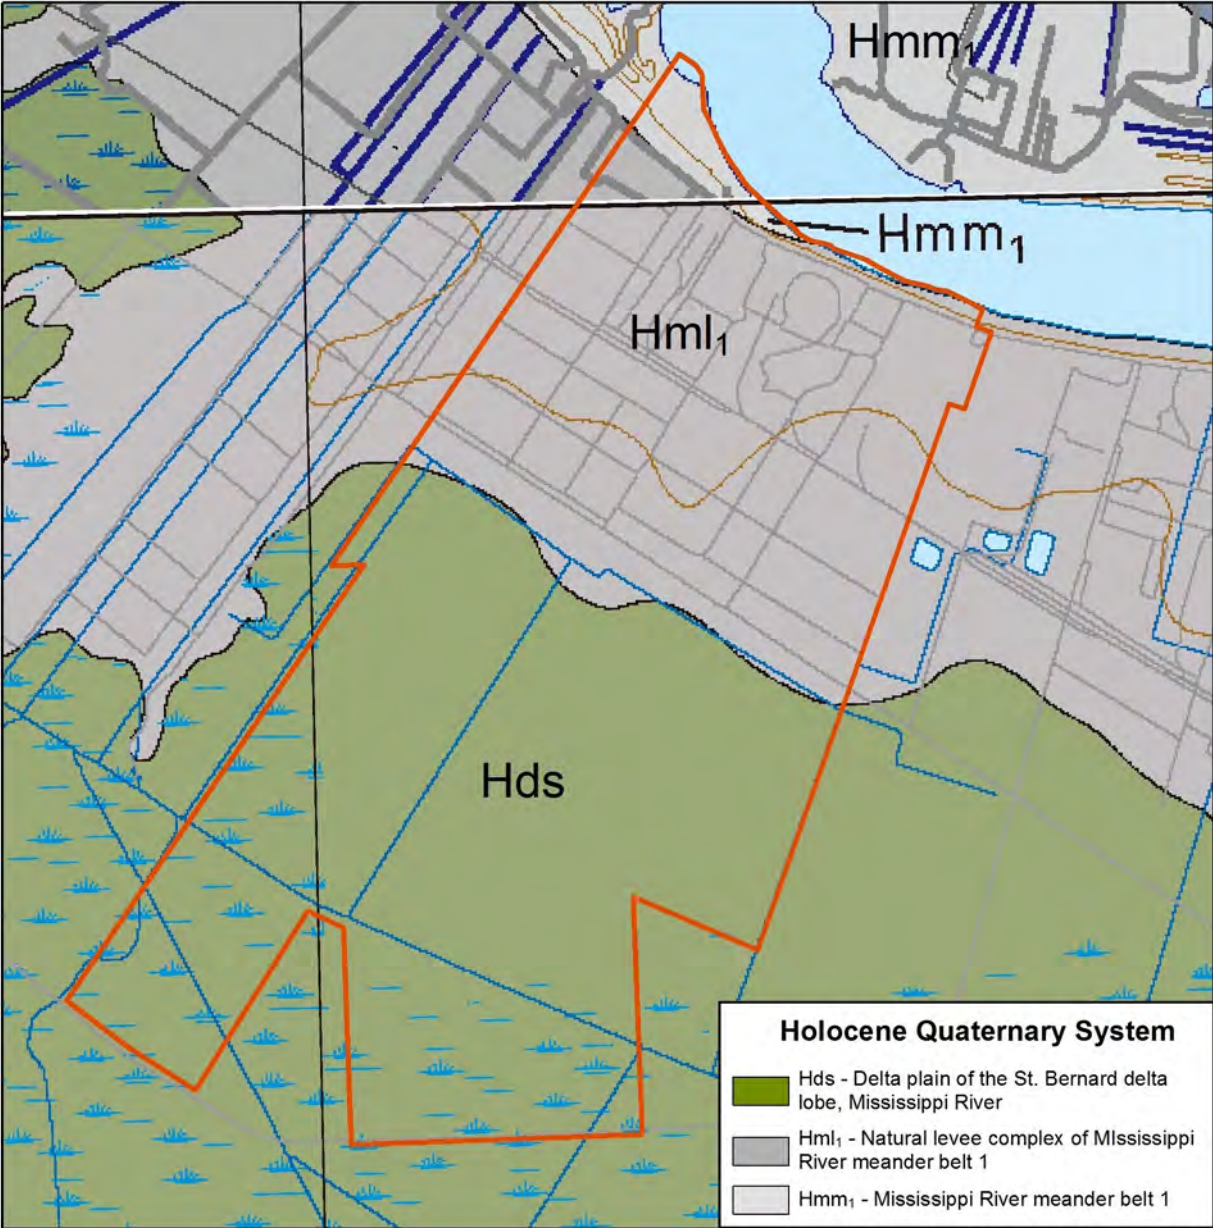 Hmm₁
Hmm₁
Hml₁
Hds
Holocene Quaternary System
Hds - Delta plain of the St. Bernard delta
lobe, Mississippi River
Hml₁ - Natural levee complex of MIssissippi
River meander belt 1
Hmm₁ - Mississippi River meander belt 1